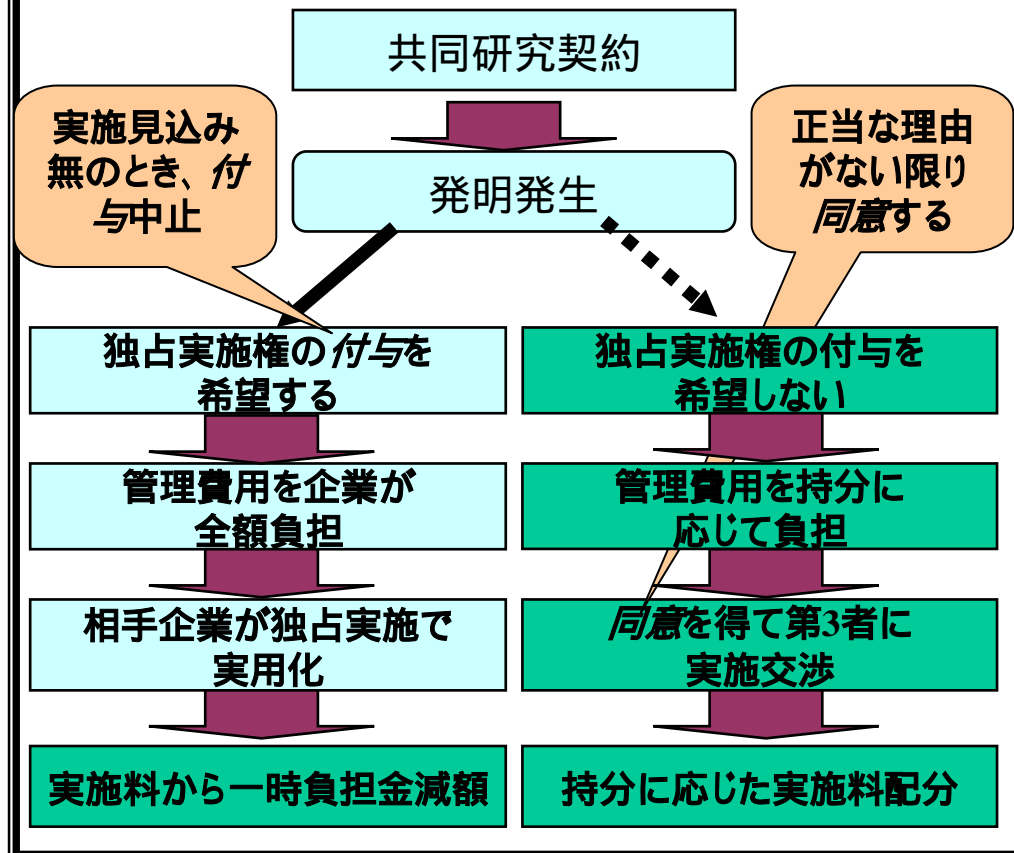 共同研究契約
実施見込み
無のとき、付
与中止
正当な理由
がない限り
同意する
発明発生
独占実施権の付与を
希望する
独占実施権の付与を
希望しない
管理費用を企業が
全額負担
管理費用を持分に
応じて負担
相手企業が独占実施で
実用化
同意を得て第3者に
実施交渉
実施料から一時負担金減額
持分に応じた実施料配分